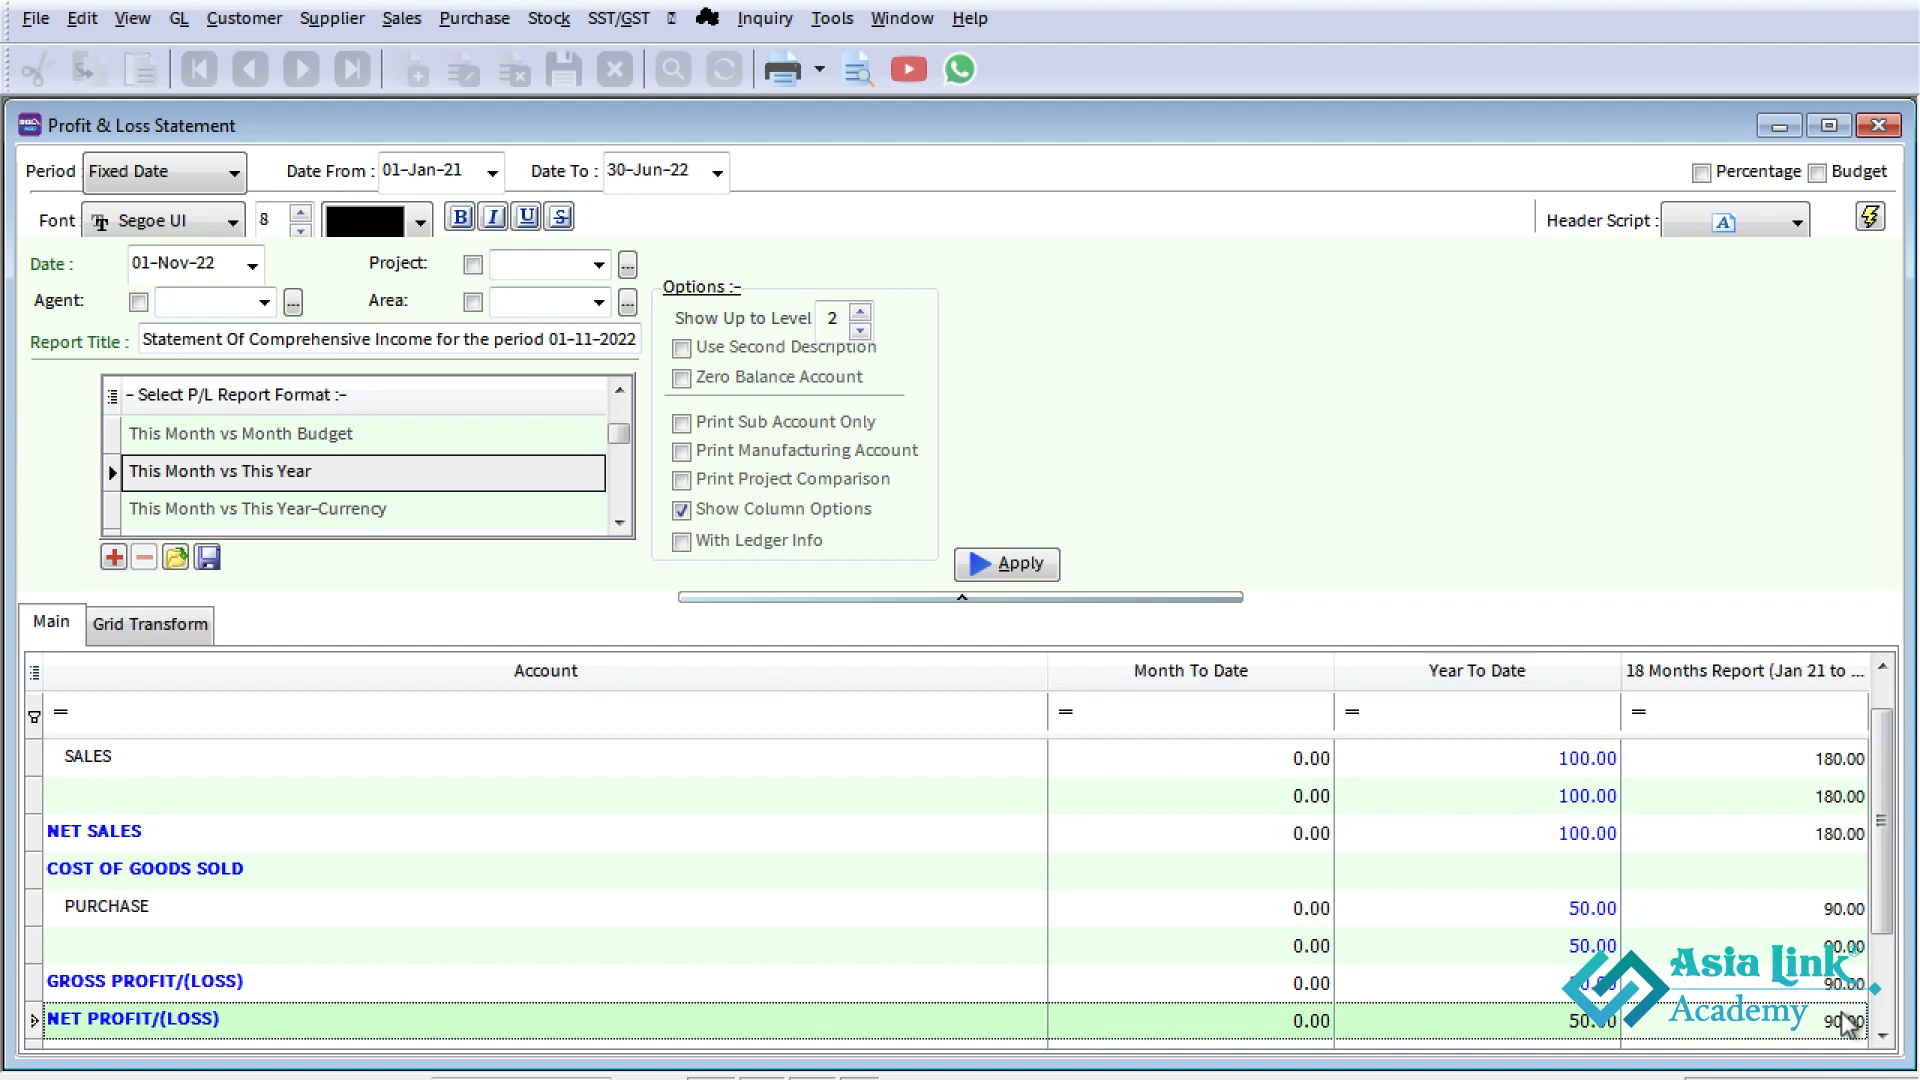 File Edit View GL Customer Supplier Sales Purchase Stock SST/GST Inquiry Tools Window Help
Profit & Loss Statement
Period : Fixed Date Date From : 01-Jan-21 Date To : 30-Jun-22 Percentage Budget
Font : Segoe UI 8 B I U S Header Script : A
Date : 01-Nov-22 Project: ...
Agent: ... Area: ...
Report Title : Statement Of Comprehensive Income for the period 01-11-2022
- Select P/L Report Format :-
This Month vs Month Budget
This Month vs This Year
This Month vs This Year-Currency
Options :-
Show Up to Level 2
Use Second Description
Zero Balance Account
Print Sub Account Only
Print Manufacturing Account
Print Project Comparison
Show Column Options
With Ledger Info
Apply
Main Grid Transform
Account Month To Date Year To Date 18 Months Report (Jan 21 to ...
= = = =
SALES 0.00 100.00 180.00
0.00 100.00 180.00
NET SALES 0.00 100.00 180.00
COST OF GOODS SOLD
PURCHASE 0.00 50.00 90.00
0.00 50.00 90.00
GROSS PROFIT/(LOSS) 0.00 90.00
NET PROFIT/(LOSS) 0.00 50.00 90.00
Asia Link®
Academy